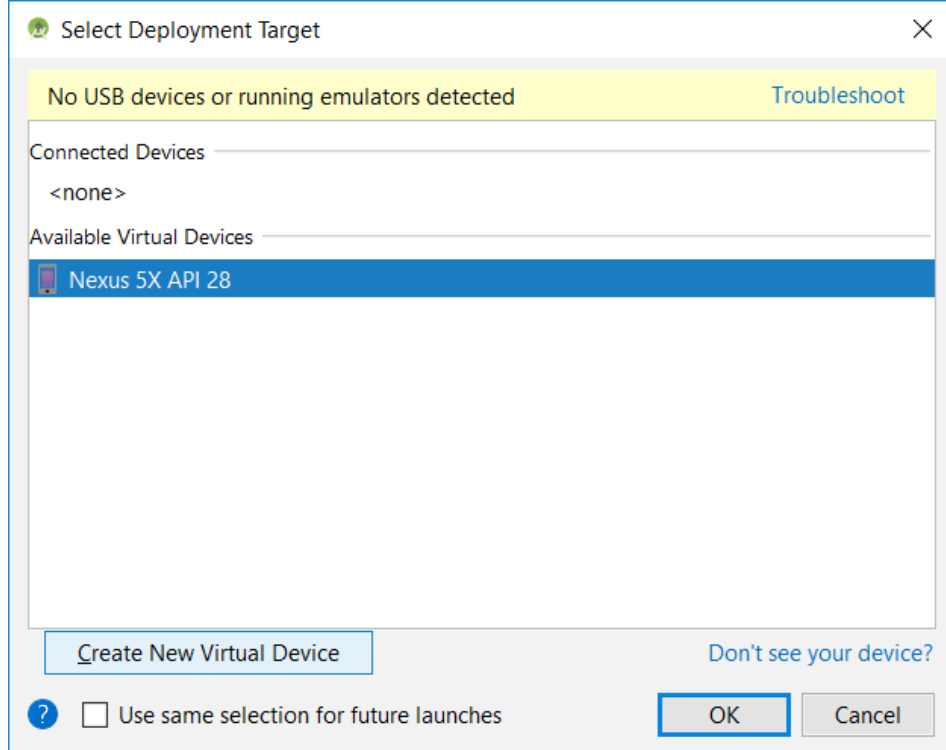 Select Deployment Target
No USB devices or running emulators detected Troubleshoot
Connected Devices
<none>
Available Virtual Devices
Nexus 5X API 28
Create New Virtual Device Don't see your device?
? Use same selection for future launches OK Cancel